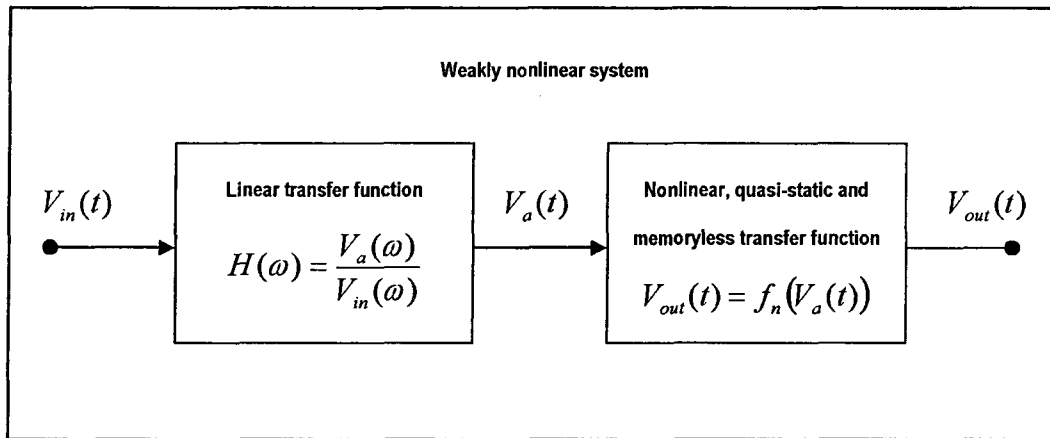 Weakly nonlinear system
V_in(t)
Linear transfer function
H(ω) = V_a(ω) / V_in(ω)
V_a(t)
Nonlinear, quasi-static and
memoryless transfer function
V_out(t) = f_n(V_a(t))
V_out(t)